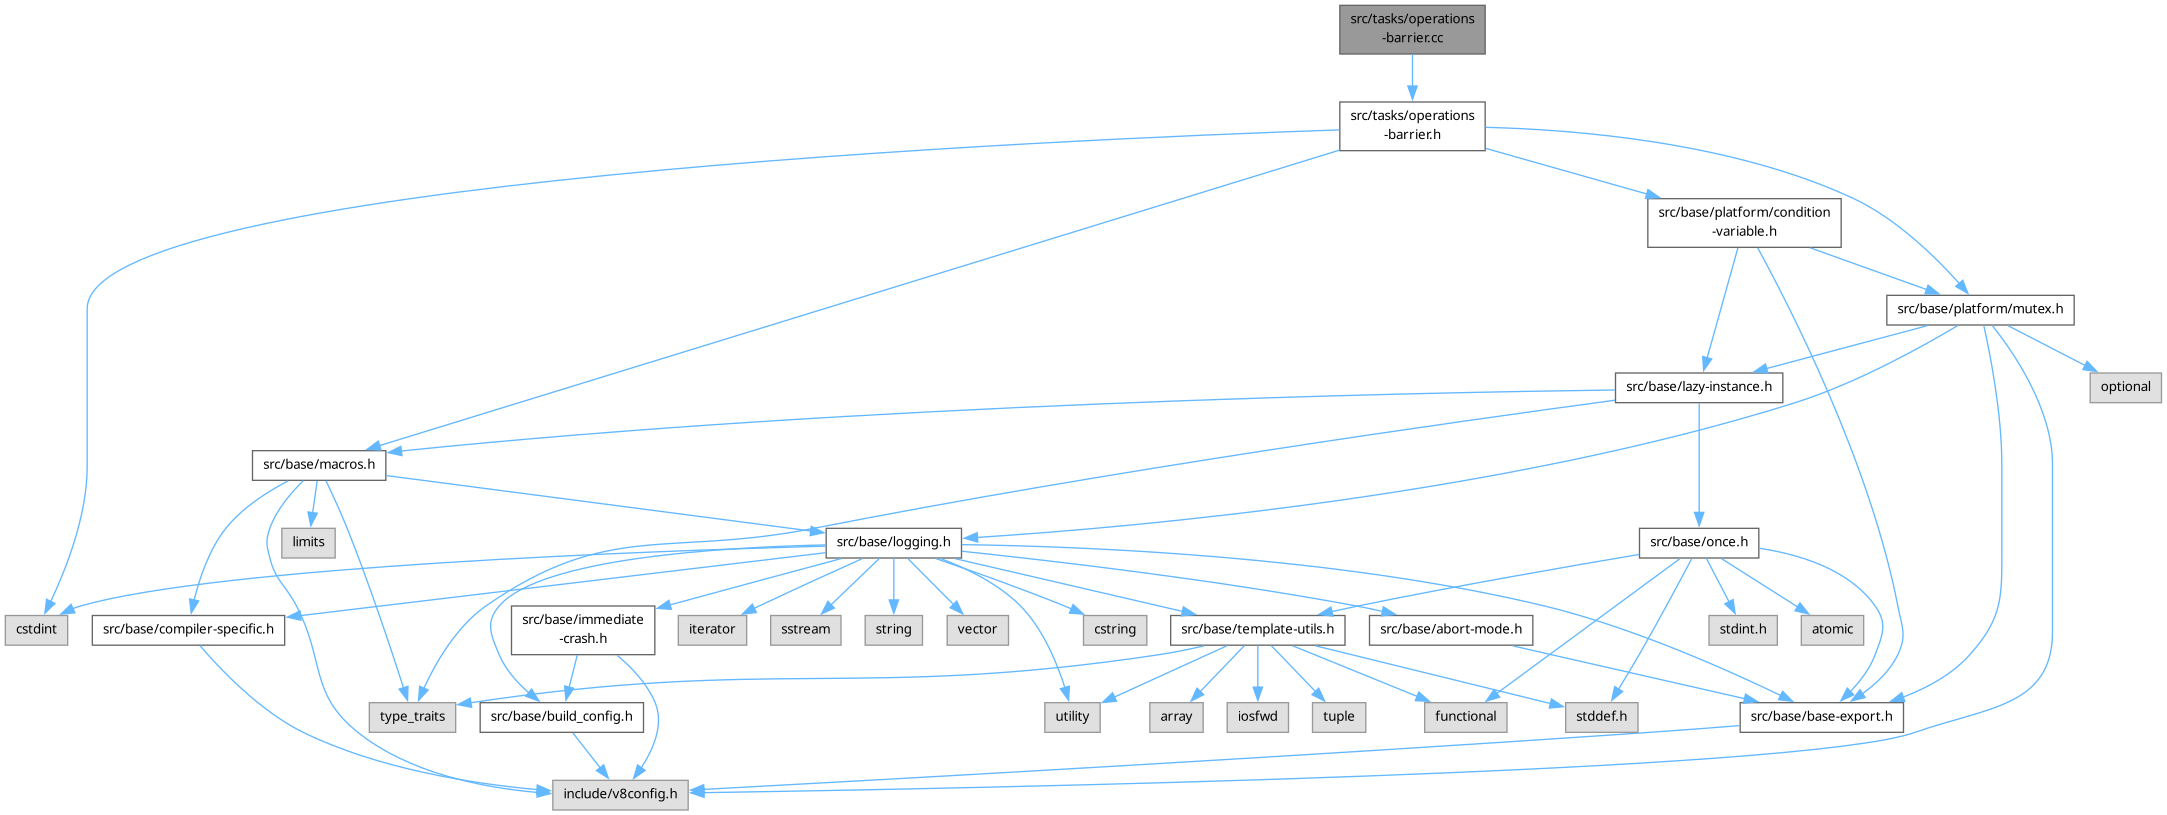 src/tasks/operations
-barrier.cc
src/tasks/operations
-barrier.h
src/base/platform/condition
-variable.h
src/base/platform/mutex.h
src/base/lazy-instance.h
optional
src/base/macros.h
limits
src/base/logging.h
src/base/once.h
cstdint
src/base/compiler-specific.h
src/base/immediate
-crash.h
iterator
sstream
string
vector
cstring
src/base/template-utils.h
src/base/abort-mode.h
stdint.h
atomic
type_traits
src/base/build_config.h
utility
array
iosfwd
tuple
functional
stddef.h
src/base/base-export.h
include/v8config.h